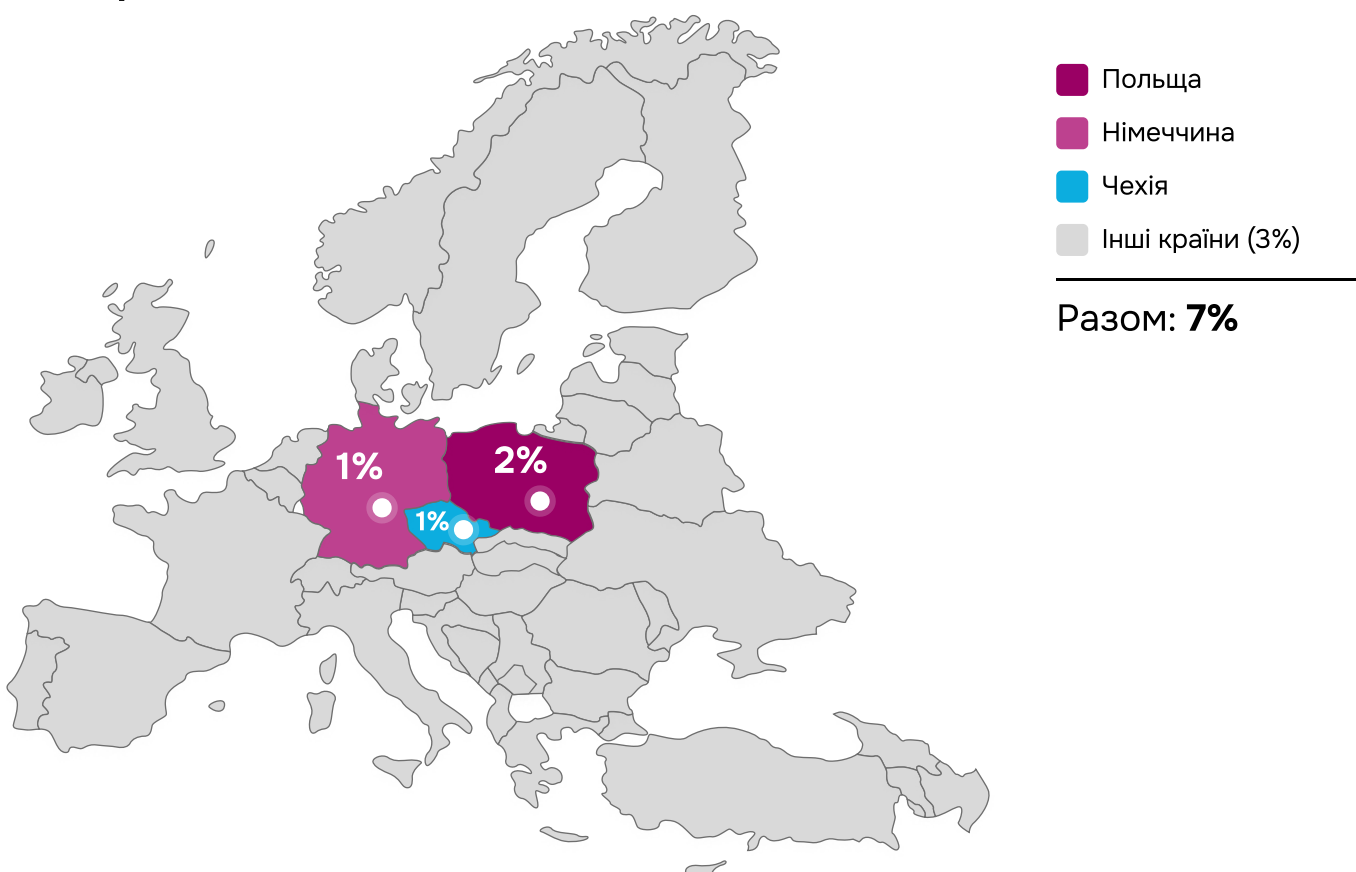 Польща
Німеччина
Чехія
Інші країни (3%)
Разом: 7%
1%
2%
1%